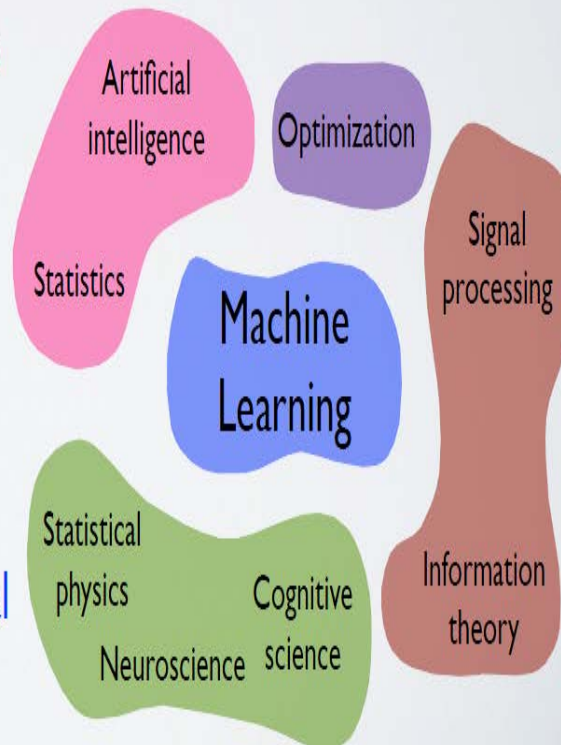 Artificial
intelligence
Optimization
Statistics
Signal
processing
Machine
Learning
Statistical
physics
Cognitive
science
Neuroscience
Information
theory